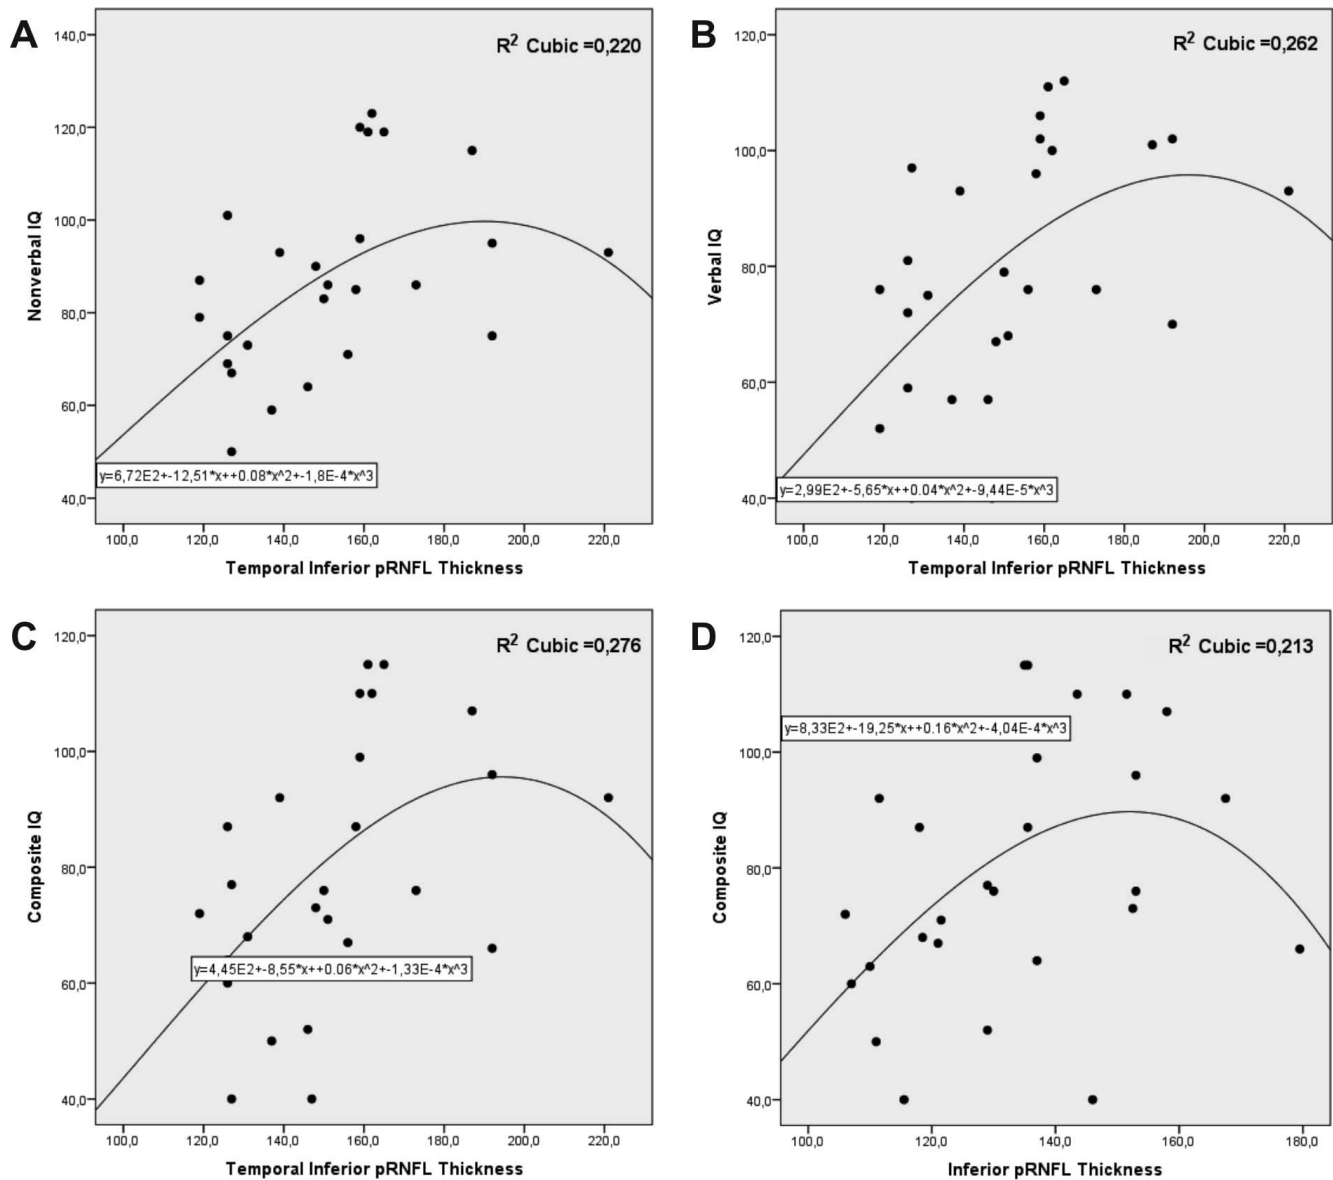 A
R² Cubic =0,220
140,0
120,0
100,0
80,0
60,0
40,0
Nonverbal IQ
y=6,72E2+-12,51*x++0.08*x^2+-1,8E-4*x^3
100,0 120,0 140,0 160,0 180,0 200,0 220,0
Temporal Inferior pRNFL Thickness
B
R² Cubic =0,262
120,0
100,0
80,0
60,0
40,0
Verbal IQ
y=2,99E2+-5,65*x++0.04*x^2+-9,44E-5*x^3
100,0 120,0 140,0 160,0 180,0 200,0 220,0
Temporal Inferior pRNFL Thickness
C
R² Cubic =0,276
120,0
100,0
80,0
60,0
40,0
Composite IQ
y=4,45E2+-8,55*x++0.06*x^2+-1,33E-4*x^3
100,0 120,0 140,0 160,0 180,0 200,0 220,0
Temporal Inferior pRNFL Thickness
D
R² Cubic =0,213
120,0
100,0
80,0
60,0
40,0
Composite IQ
y=8,33E2+-19,25*x++0.16*x^2+-4,04E-4*x^3
100,0 120,0 140,0 160,0 180,0
Inferior pRNFL Thickness